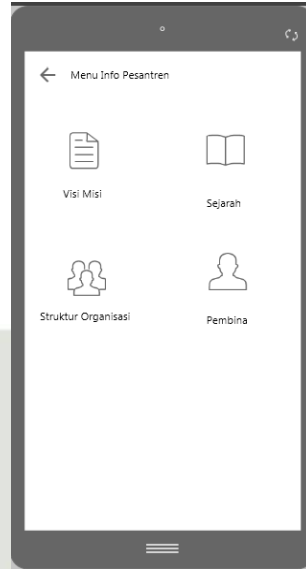 Menu Info Pesantren
Visi Misi
Sejarah
Struktur Organisasi
Pembina